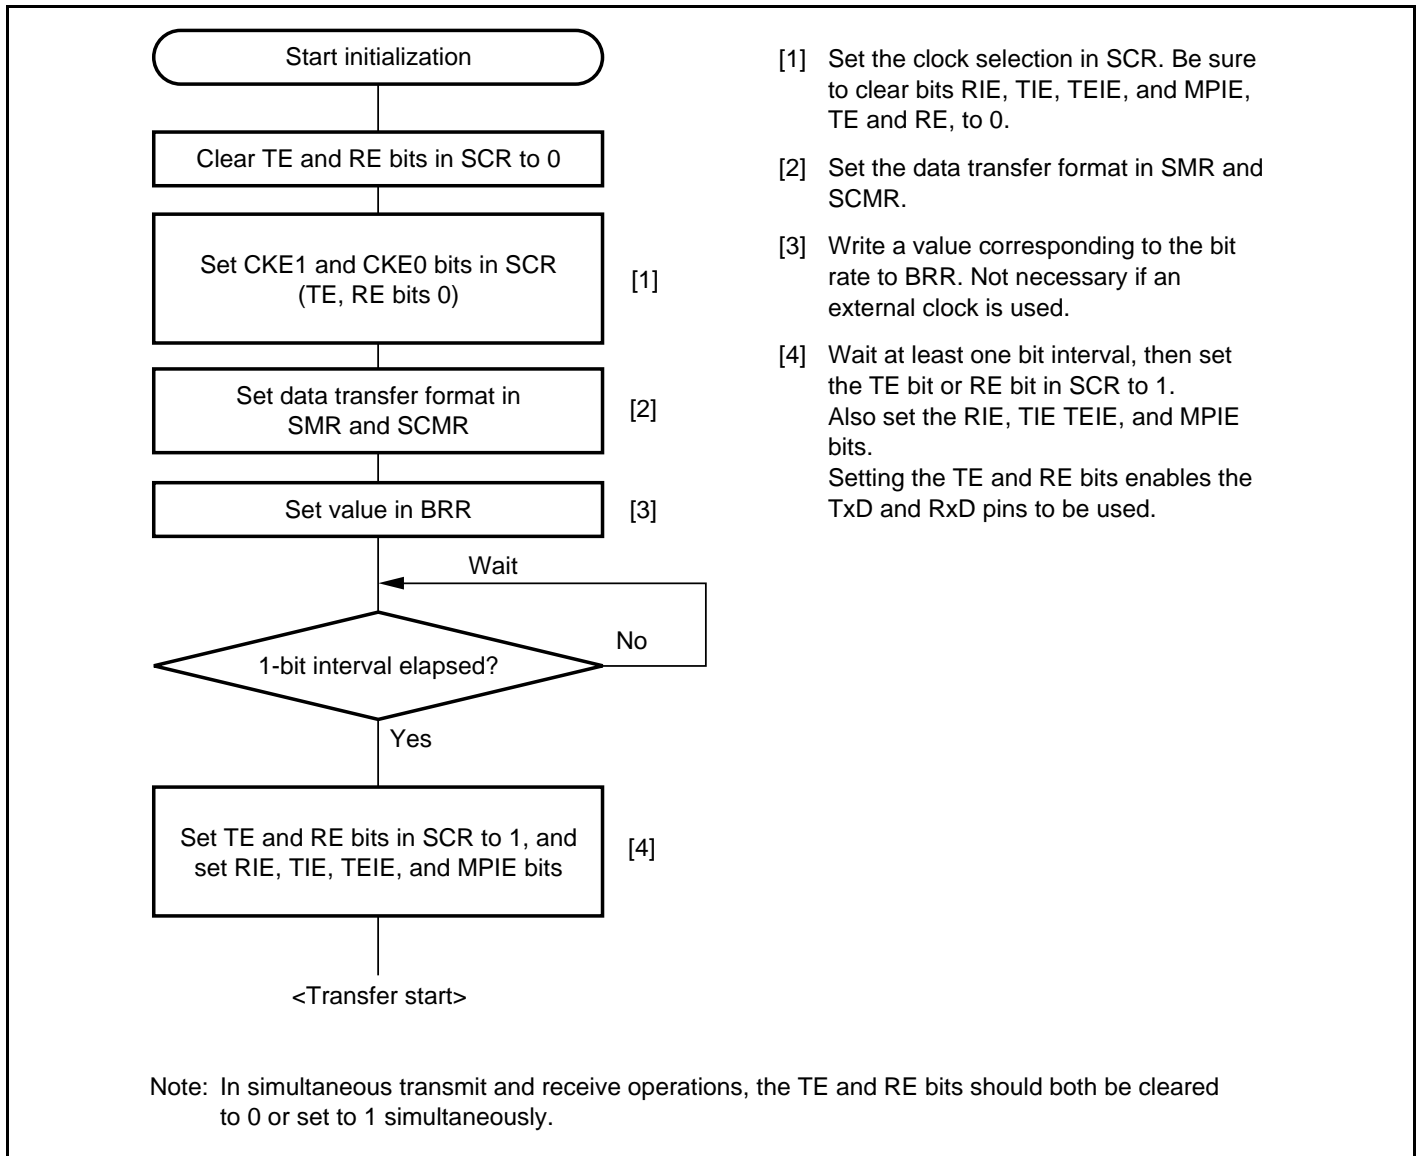 Start initialization
Clear TE and RE bits in SCR to 0
Set CKE1 and CKE0 bits in SCR
(TE, RE bits 0)
[1]
Set data transfer format in
SMR and SCMR
[2]
Set value in BRR
[3]
Wait
No
1-bit interval elapsed?
Yes
Set TE and RE bits in SCR to 1, and
set RIE, TIE, TEIE, and MPIE bits
[4]
<Transfer start>
[1] Set the clock selection in SCR. Be sure
to clear bits RIE, TIE, TEIE, and MPIE,
TE and RE, to 0.
[2] Set the data transfer format in SMR and
SCMR.
[3] Write a value corresponding to the bit
rate to BRR. Not necessary if an
external clock is used.
[4] Wait at least one bit interval, then set
the TE bit or RE bit in SCR to 1.
Also set the RIE, TIE TEIE, and MPIE
bits.
Setting the TE and RE bits enables the
TxD and RxD pins to be used.
Note: In simultaneous transmit and receive operations, the TE and RE bits should both be cleared
to 0 or set to 1 simultaneously.